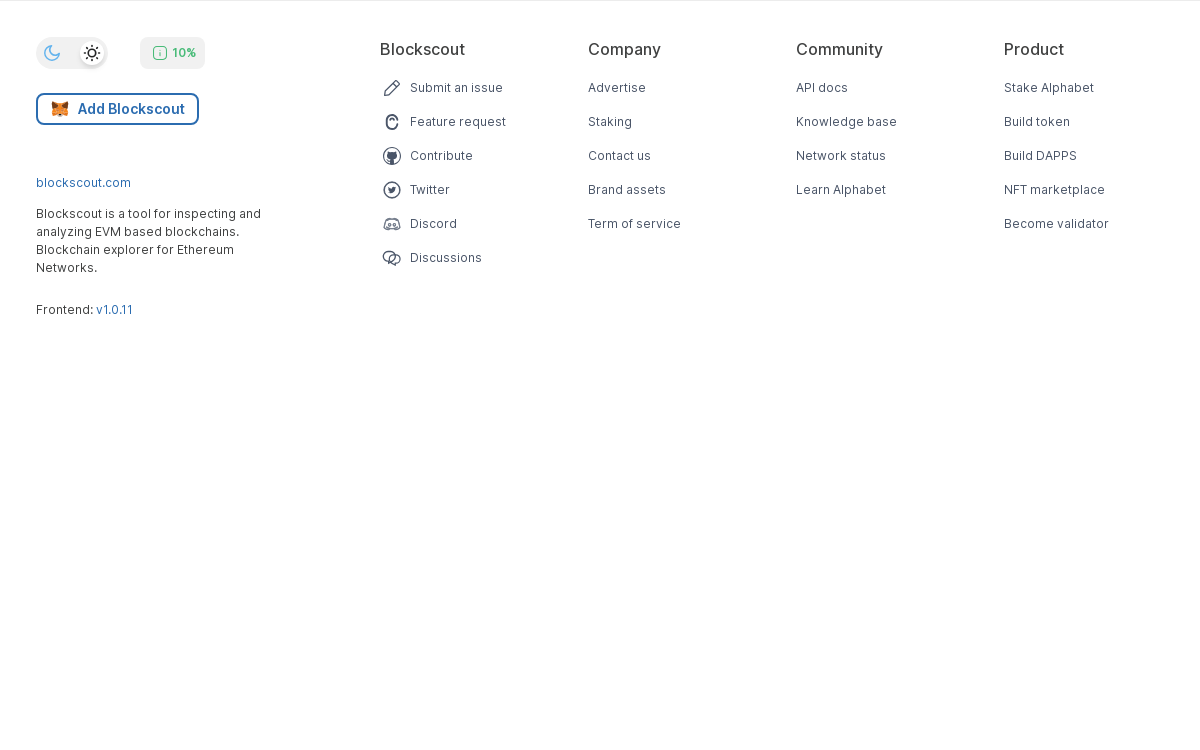 10%
Add Blockscout
blockscout.com
Blockscout is a tool for inspecting and
analyzing EVM based blockchains.
Blockchain explorer for Ethereum
Networks.
Frontend: v1.0.11
Blockscout
Submit an issue
Feature request
Contribute
Twitter
Discord
Discussions
Company
Advertise
Staking
Contact us
Brand assets
Term of service
Community
API docs
Knowledge base
Network status
Learn Alphabet
Product
Stake Alphabet
Build token
Build DAPPS
NFT marketplace
Become validator